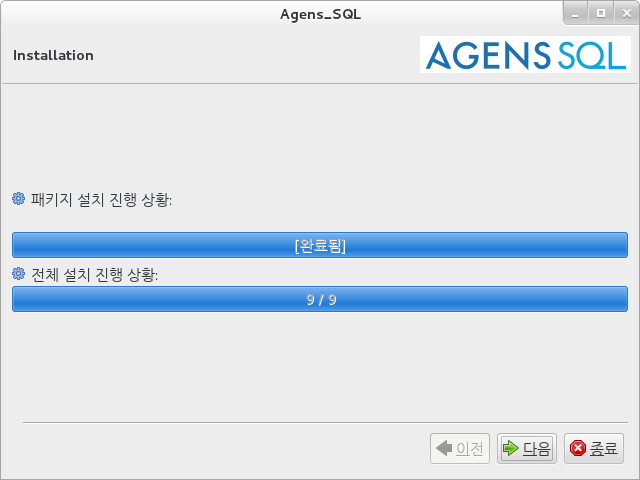 Agens_SQL
Installation
AGENS SQL
패키지 설치 진행 상황:
[완료됨]
전체 설치 진행 상황:
9 / 9
이전 다음 종료